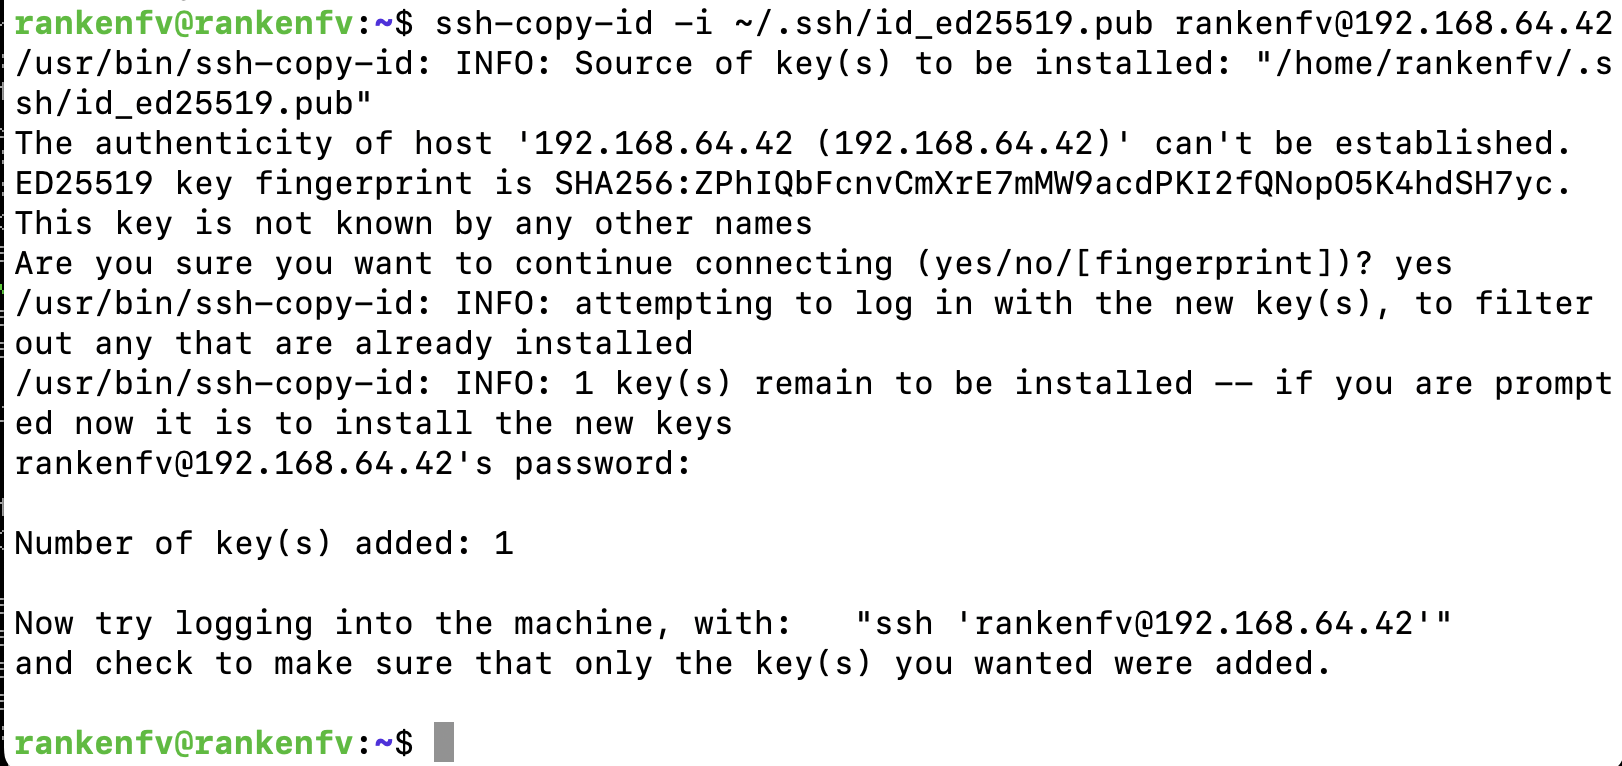 rankenfv@rankenfv:~$ ssh-copy-id -i ~/.ssh/id_ed25519.pub rankenfv@192.168.64.42
/usr/bin/ssh-copy-id: INFO: Source of key(s) to be installed: "/home/rankenfv/.s
sh/id_ed25519.pub"
The authenticity of host '192.168.64.42 (192.168.64.42)' can't be established.
ED25519 key fingerprint is SHA256:ZPhIQbFcnvCmXrE7mMW9acdPKI2fQNopO5K4hdSH7yc.
This key is not known by any other names
Are you sure you want to continue connecting (yes/no/[fingerprint])? yes
/usr/bin/ssh-copy-id: INFO: attempting to log in with the new key(s), to filter
out any that are already installed
/usr/bin/ssh-copy-id: INFO: 1 key(s) remain to be installed -- if you are prompt
ed now it is to install the new keys
rankenfv@192.168.64.42's password:
Number of key(s) added: 1
Now try logging into the machine, with:   "ssh 'rankenfv@192.168.64.42'"
and check to make sure that only the key(s) you wanted were added.
rankenfv@rankenfv:~$